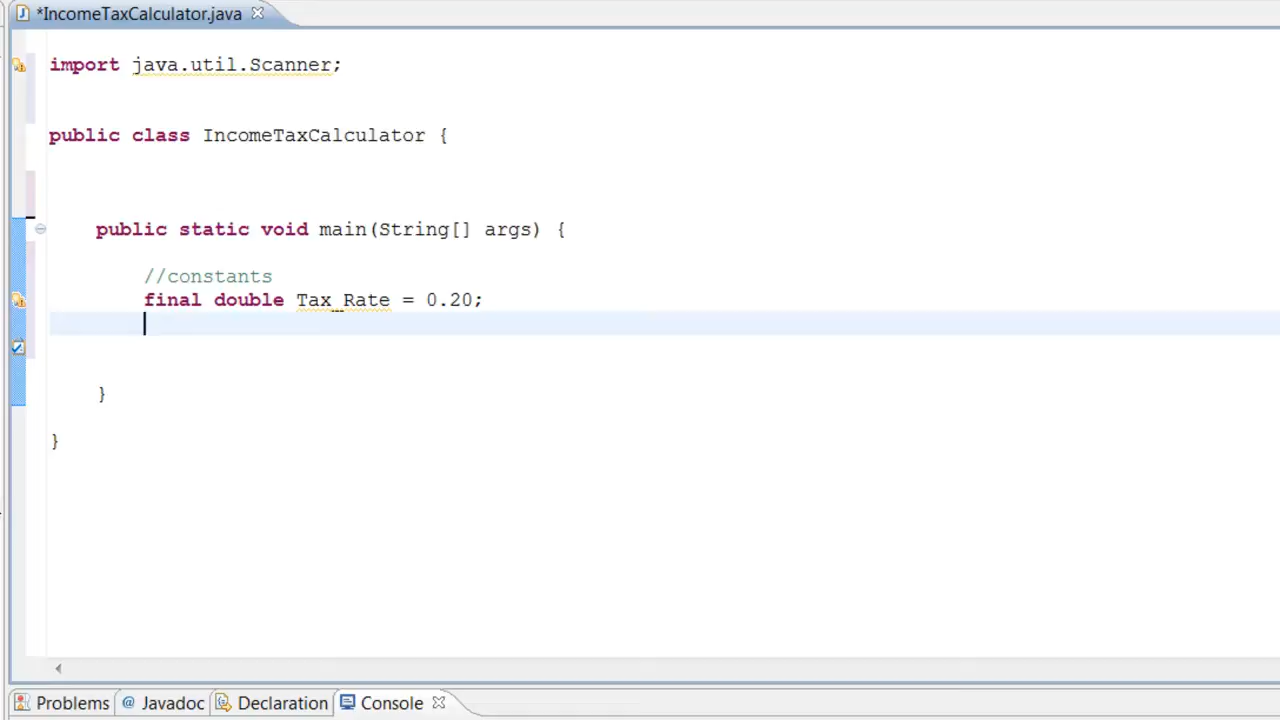 *IncomeTaxCalculator.java
import java.util.Scanner;
public class IncomeTaxCalculator {
public static void main(String[] args) {
//constants
final double Tax_Rate = 0.20;
}
}
Problems @ Javadoc Declaration Console